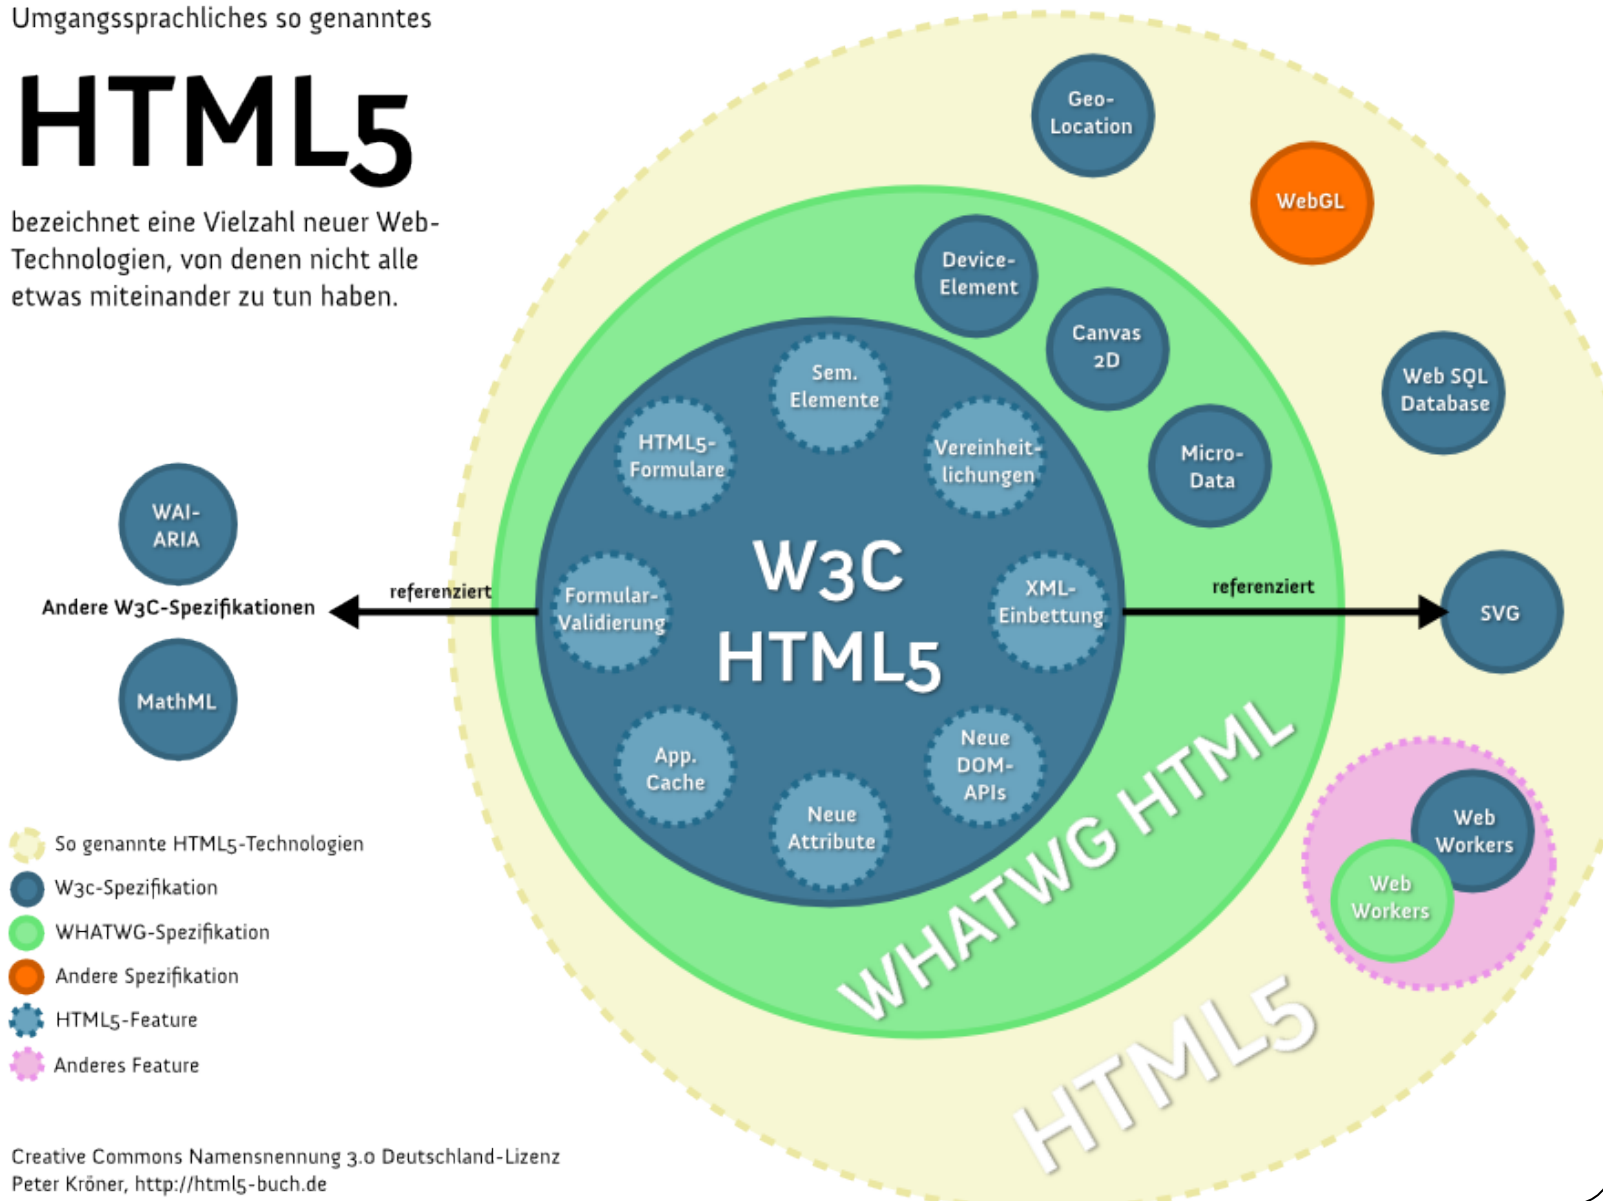 Umgangssprachliches so genanntes
HTML5
bezeichnet eine Vielzahl neuer Web-
Technologien, von denen nicht alle
etwas miteinander zu tun haben.
Geo-
Location
WebGL
Device-
Element
Canvas
2D
Web SQL
Database
Micro-
Data
Sem.
Elemente
HTML5-
Formulare
Vereinheit-
lichungen
W3C
HTML5
Formular-
Validierung
XML-
Einbettung
App.
Cache
Neue
Attribute
Neue
DOM-
APIs
WAI-
ARIA
referenziert
Andere W3C-Spezifikationen
MathML
referenziert
SVG
Web
Workers
Web
Workers
WHATWG HTML
HTML5
So genannte HTML5-Technologien
W3c-Spezifikation
WHATWG-Spezifikation
Andere Spezifikation
HTML5-Feature
Anderes Feature
Creative Commons Namensnennung 3.0 Deutschland-Lizenz
Peter Kröner, http://html5-buch.de